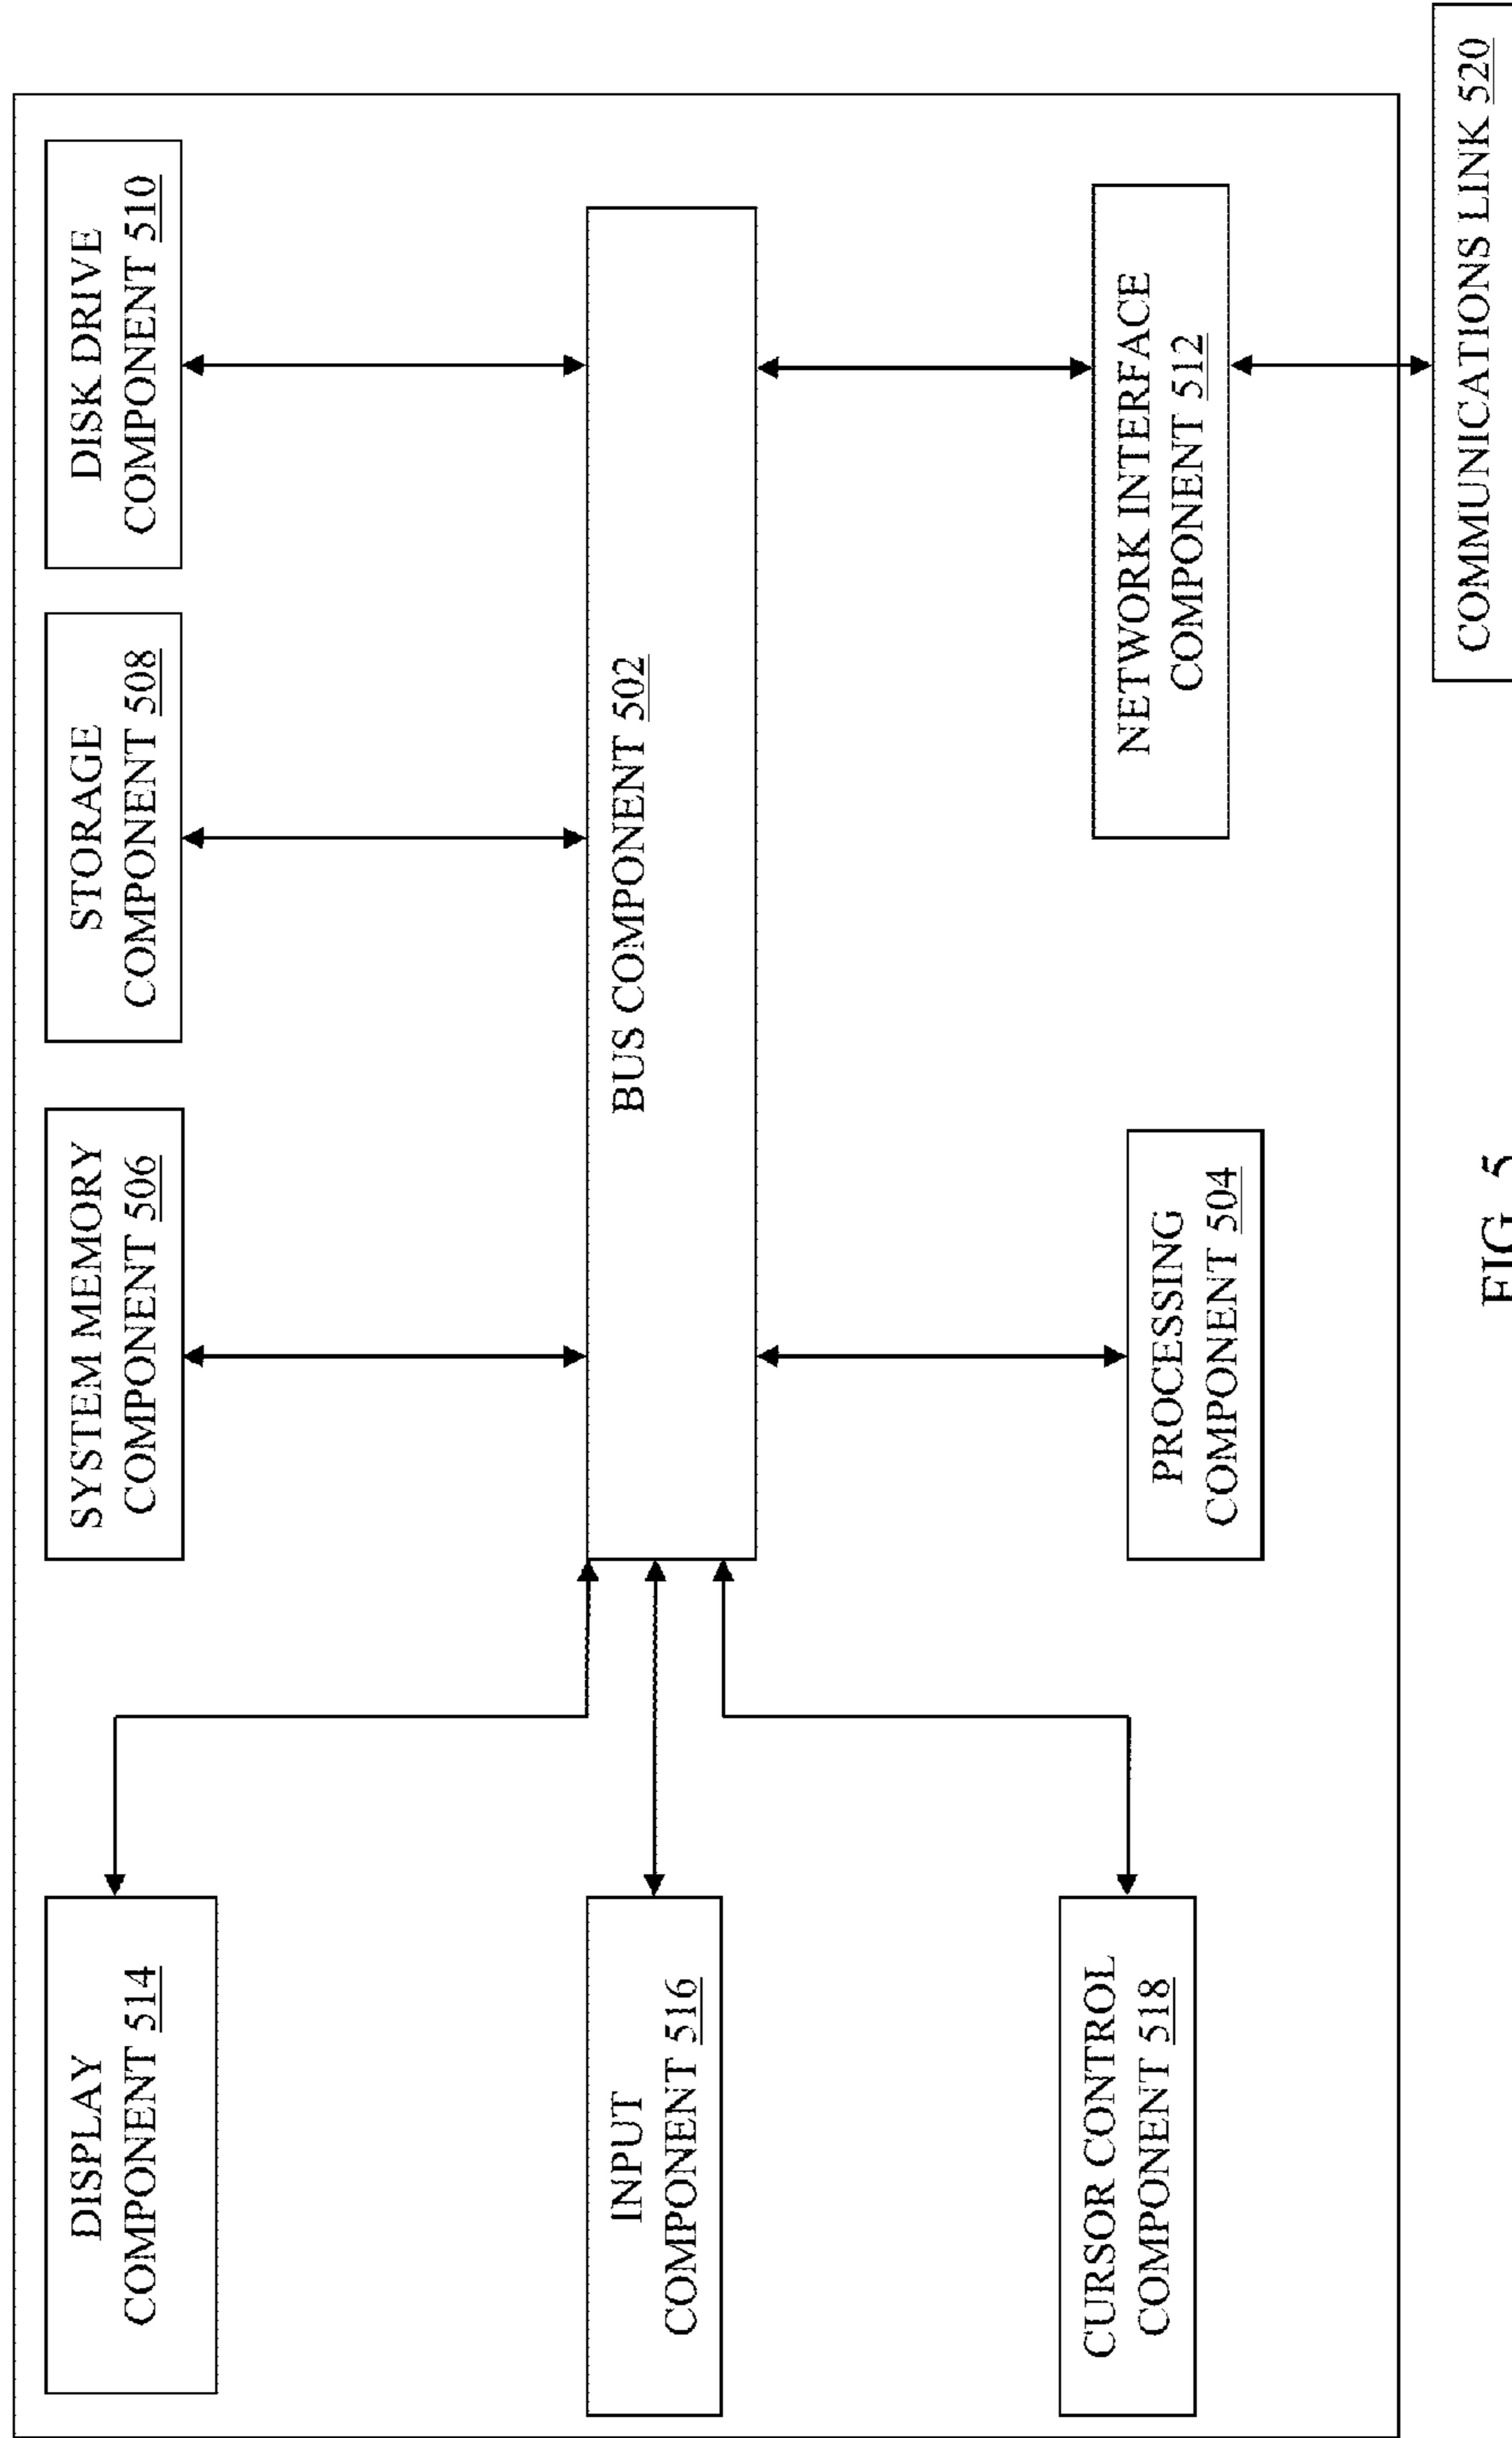 DISPLAY
COMPONENT 514
SYSTEM MEMORY
COMPONENT 506
STORAGE
COMPONENT 508
DISK DRIVE
COMPONENT 510
INPUT
COMPONENT 516
BUS COMPONENT 502
CURSOR CONTROL
COMPONENT 518
PROCESSING
COMPONENT 504
NETWORK INTERFACE
COMPONENT 512
COMMUNICATIONS LINK 520
FIG. 5